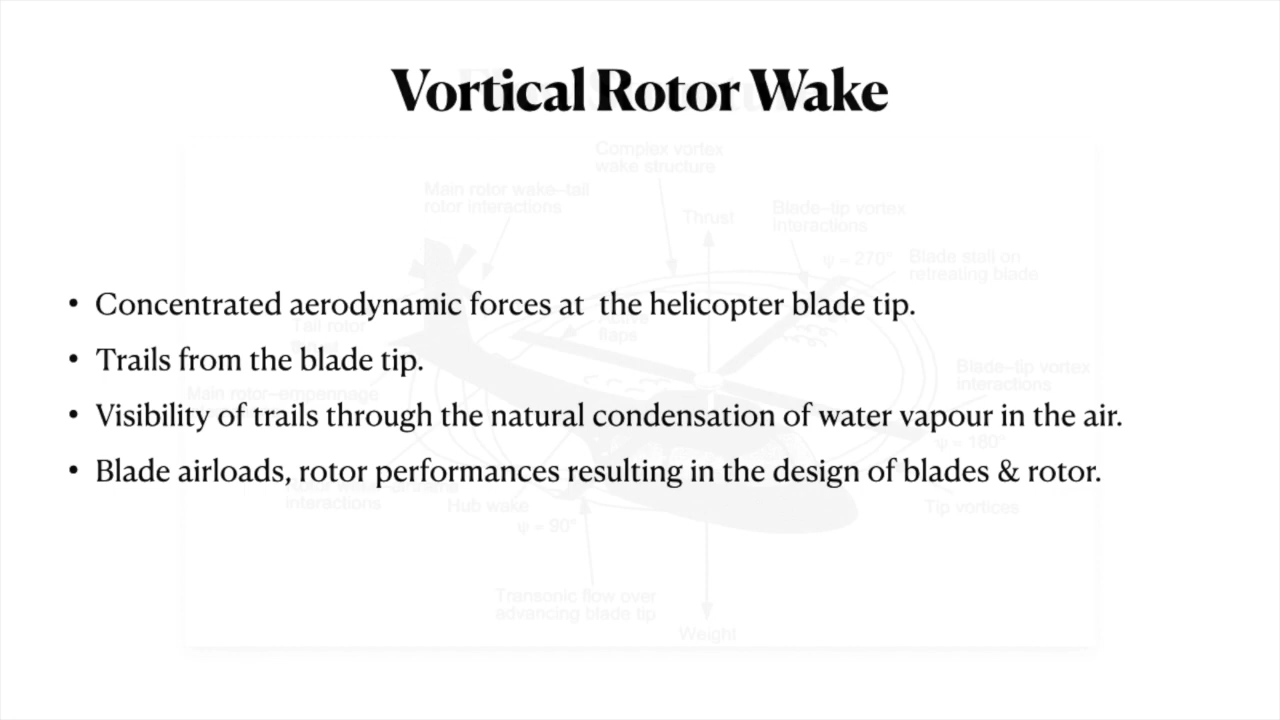 Vortical Rotor Wake
Complex vortex
wake structure
Main rotor wake–tail
rotor interactions
Thrust
Blade–tip vortex
interactions
ψ = 270°
Blade stall on
retreating blade
• Concentrated aerodynamic forces at  the helicopter blade tip.
Tail rotor
flaps
• Trails from the blade tip.
Blade–tip vortex
interactions
Main rotor–empennage
• Visibility of trails through the natural condensation of water vapour in the air.
ψ = 180°
• Blade airloads, rotor performances resulting in the design of blades & rotor.
interactions
Hub wake
Tip vortices
ψ = 90°
Transonic flow over
advancing blade tip
Weight